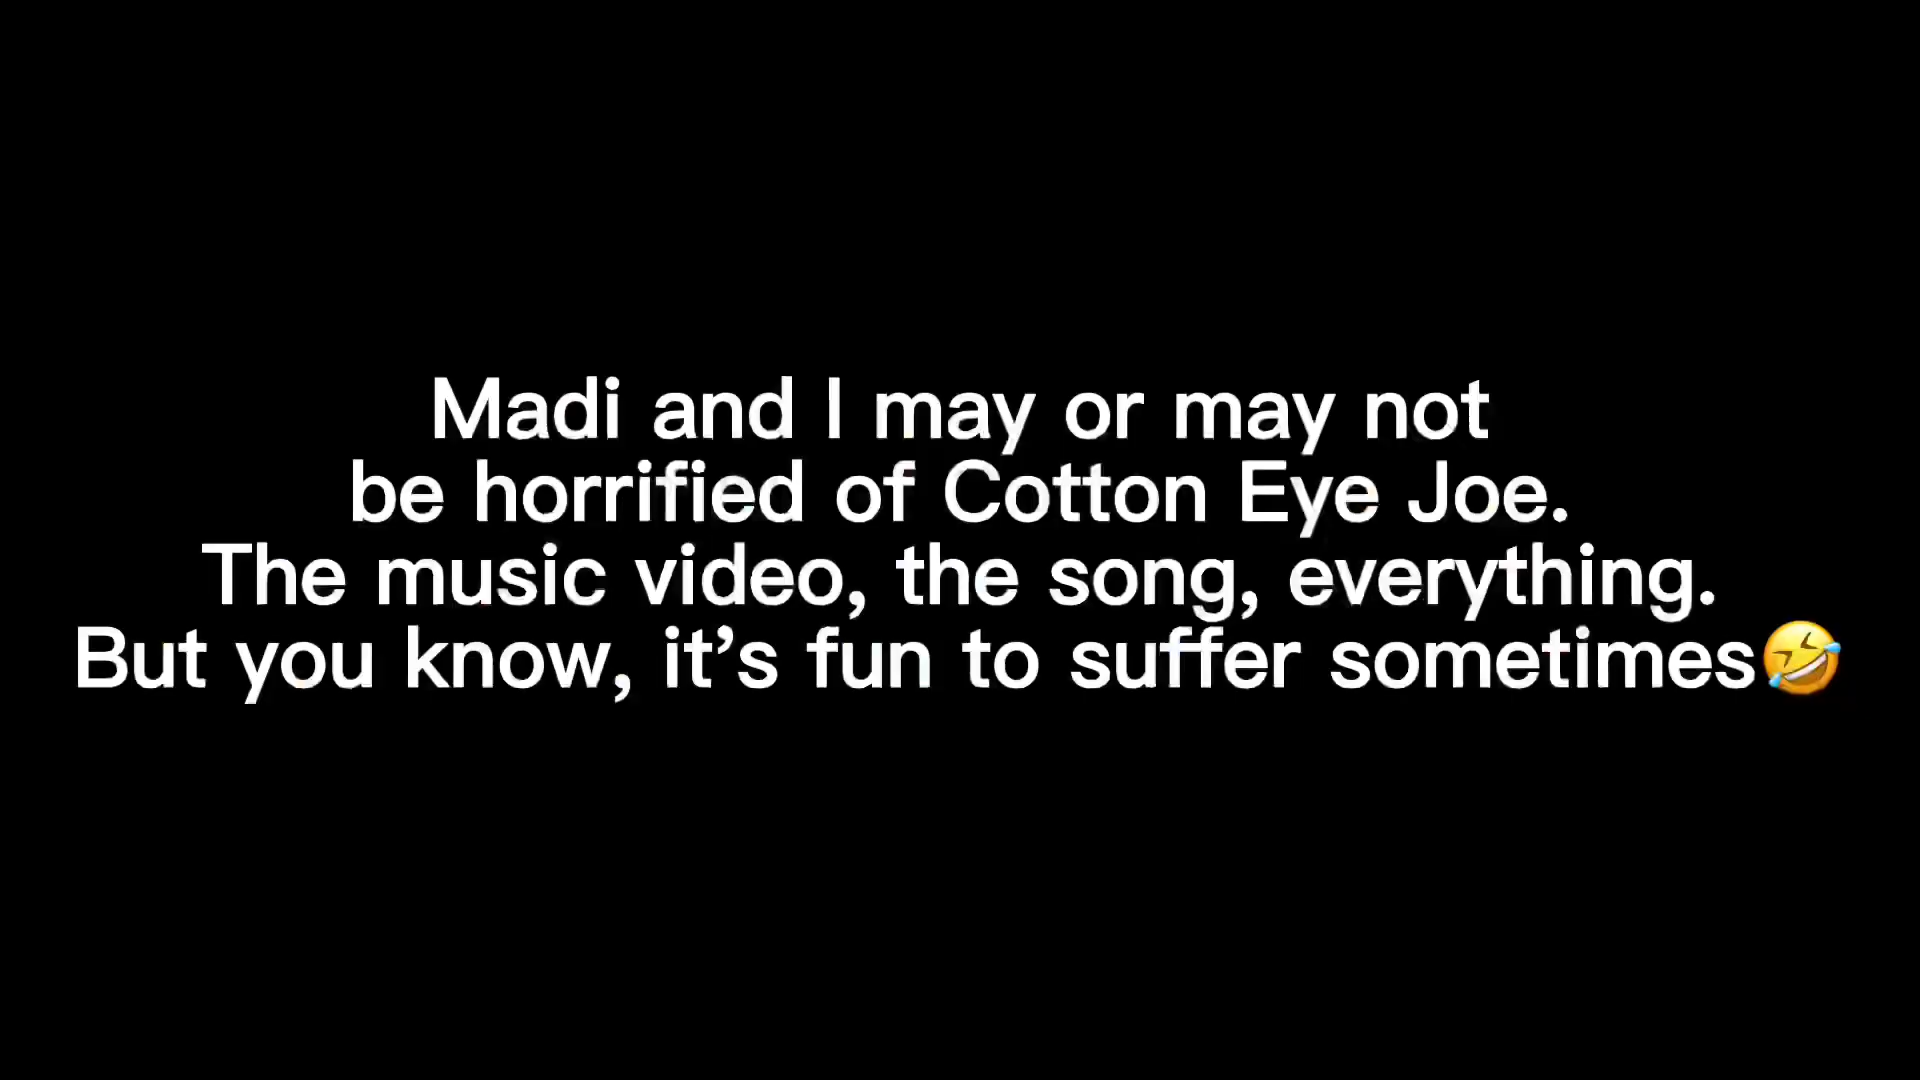 Madi and I may or may not
be horrified of Cotton Eye Joe.
The music video, the song, everything.
But you know, it’s fun to suffer sometimes🤣